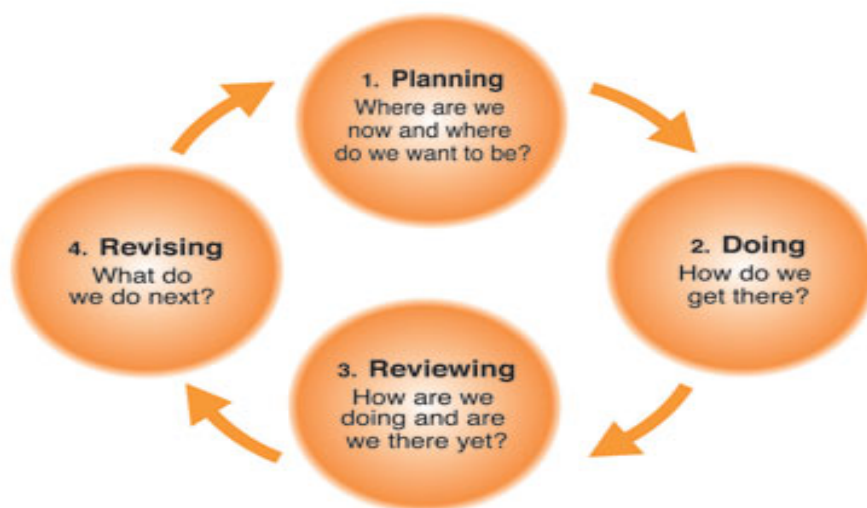 1. Planning
Where are we
now and where
do we want to be?
2. Doing
How do we
get there?
3. Reviewing
How are we
doing and are
we there yet?
4. Revising
What do
we do next?